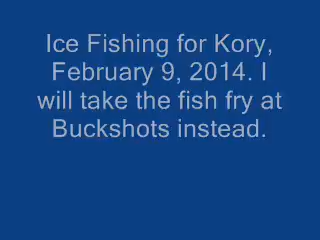 Ice Fishing for Kory,
February 9, 2014. I
will take the fish fry at
Buckshots instead.